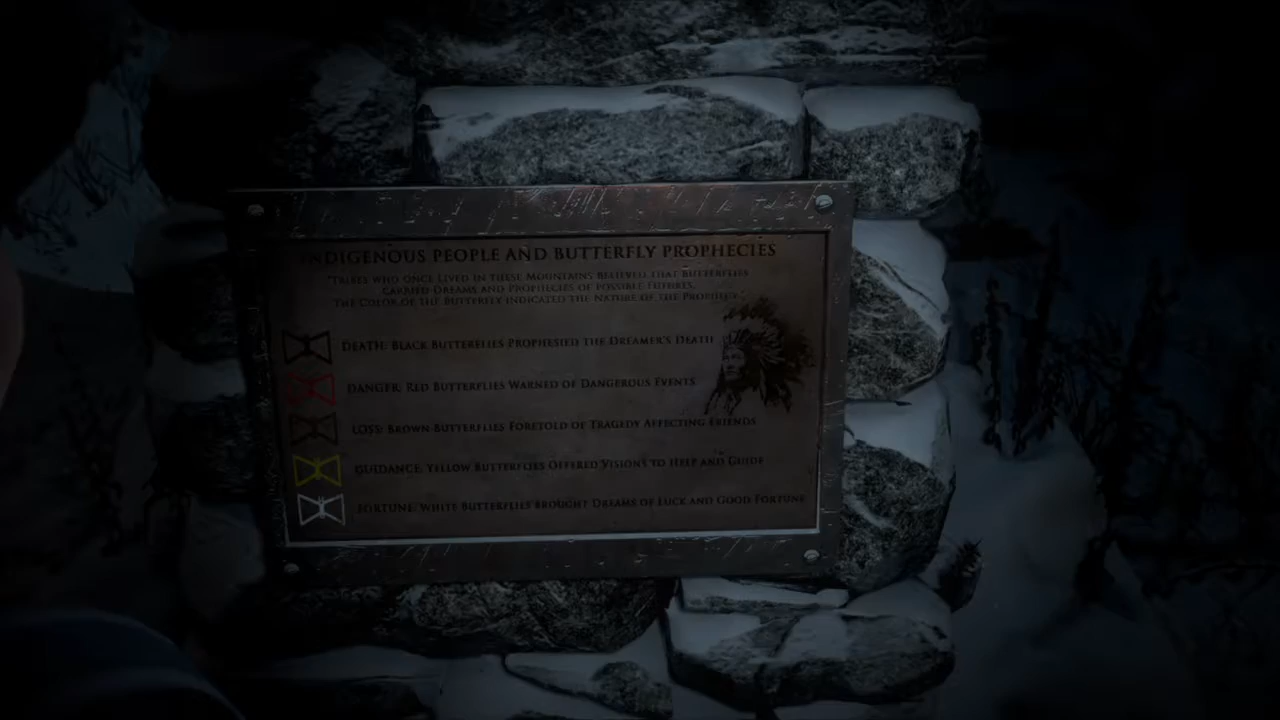 INDIGENOUS PEOPLE AND BUTTERFLY PROPHECIES
"TRIBES WHO ONCE LIVED IN THESE MOUNTAINS BELIEVED THAT BUTTERFLIES
CARRIED DREAMS AND PROPHECIES OF POSSIBLE FUTURES.
THE COLOR OF THE BUTTERFLY INDICATED THE NATURE OF THE PROPHECY."
DEATH: BLACK BUTTERFLIES PROPHESIED THE DREAMER'S DEATH
DANGER: RED BUTTERFLIES WARNED OF DANGEROUS EVENTS
LOSS: BROWN BUTTERFLIES FORETOLD OF TRAGEDY AFFECTING FRIENDS
GUIDANCE: YELLOW BUTTERFLIES OFFERED VISIONS TO HELP AND GUIDE
FORTUNE: WHITE BUTTERFLIES BROUGHT DREAMS OF LUCK AND GOOD FORTUNE